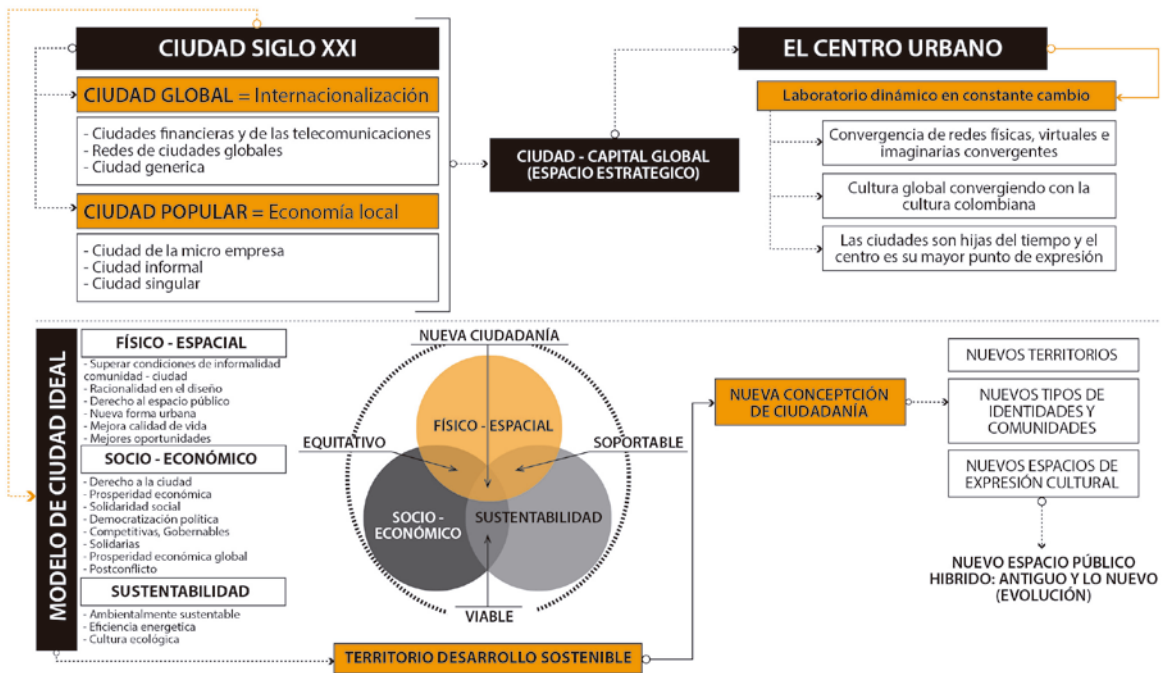 CIUDAD SIGLO XXI
CIUDAD GLOBAL = Internacionalización
- Ciudades financieras y de las telecomunicaciones
- Redes de ciudades globales
- Ciudad generica
CIUDAD POPULAR = Economía local
- Ciudad de la micro empresa
- Ciudad informal
- Ciudad singular
CIUDAD - CAPITAL GLOBAL
(ESPACIO ESTRATEGICO)
EL CENTRO URBANO
Laboratorio dinámico en constante cambio
Convergencia de redes físicas, virtuales e
imaginarias convergentes
Cultura global convergiendo con la
cultura colombiana
Las ciudades son hijas del tiempo y el
centro es su mayor punto de expresión
MODELO DE CIUDAD IDEAL
FÍSICO - ESPACIAL
- Superar condiciones de informalidad
comunidad - ciudad
- Racionalidad en el diseño
- Derecho al espacio público
- Nueva forma urbana
- Mejora calidad de vida
- Mejores oportunidades
SOCIO - ECONÓMICO
- Derecho a la ciudad
- Prosperidad económica
- Solidaridad social
- Democratización política
- Competitivas, Gobernables
- Solidarias
- Prosperidad económica global
- Postconflicto
SUSTENTABILIDAD
- Ambientalmente sustentable
- Eficiencia energetica
- Cultura ecológica
NUEVA CIUDADANÍA
FÍSICO - ESPACIAL
EQUITATIVO
SOPORTABLE
SOCIO -
ECONÓMICO
SUSTENTABILIDAD
VIABLE
TERRITORIO DESARROLLO SOSTENIBLE
NUEVA CONCEPTCIÓN
DE CIUDADANÍA
NUEVOS TERRITORIOS
NUEVOS TIPOS DE
IDENTIDADES Y
COMUNIDADES
NUEVOS ESPACIOS DE
EXPRESIÓN CULTURAL
NUEVO ESPACIO PÚBLICO
HIBRIDO: ANTIGUO Y LO NUEVO
(EVOLUCIÓN)